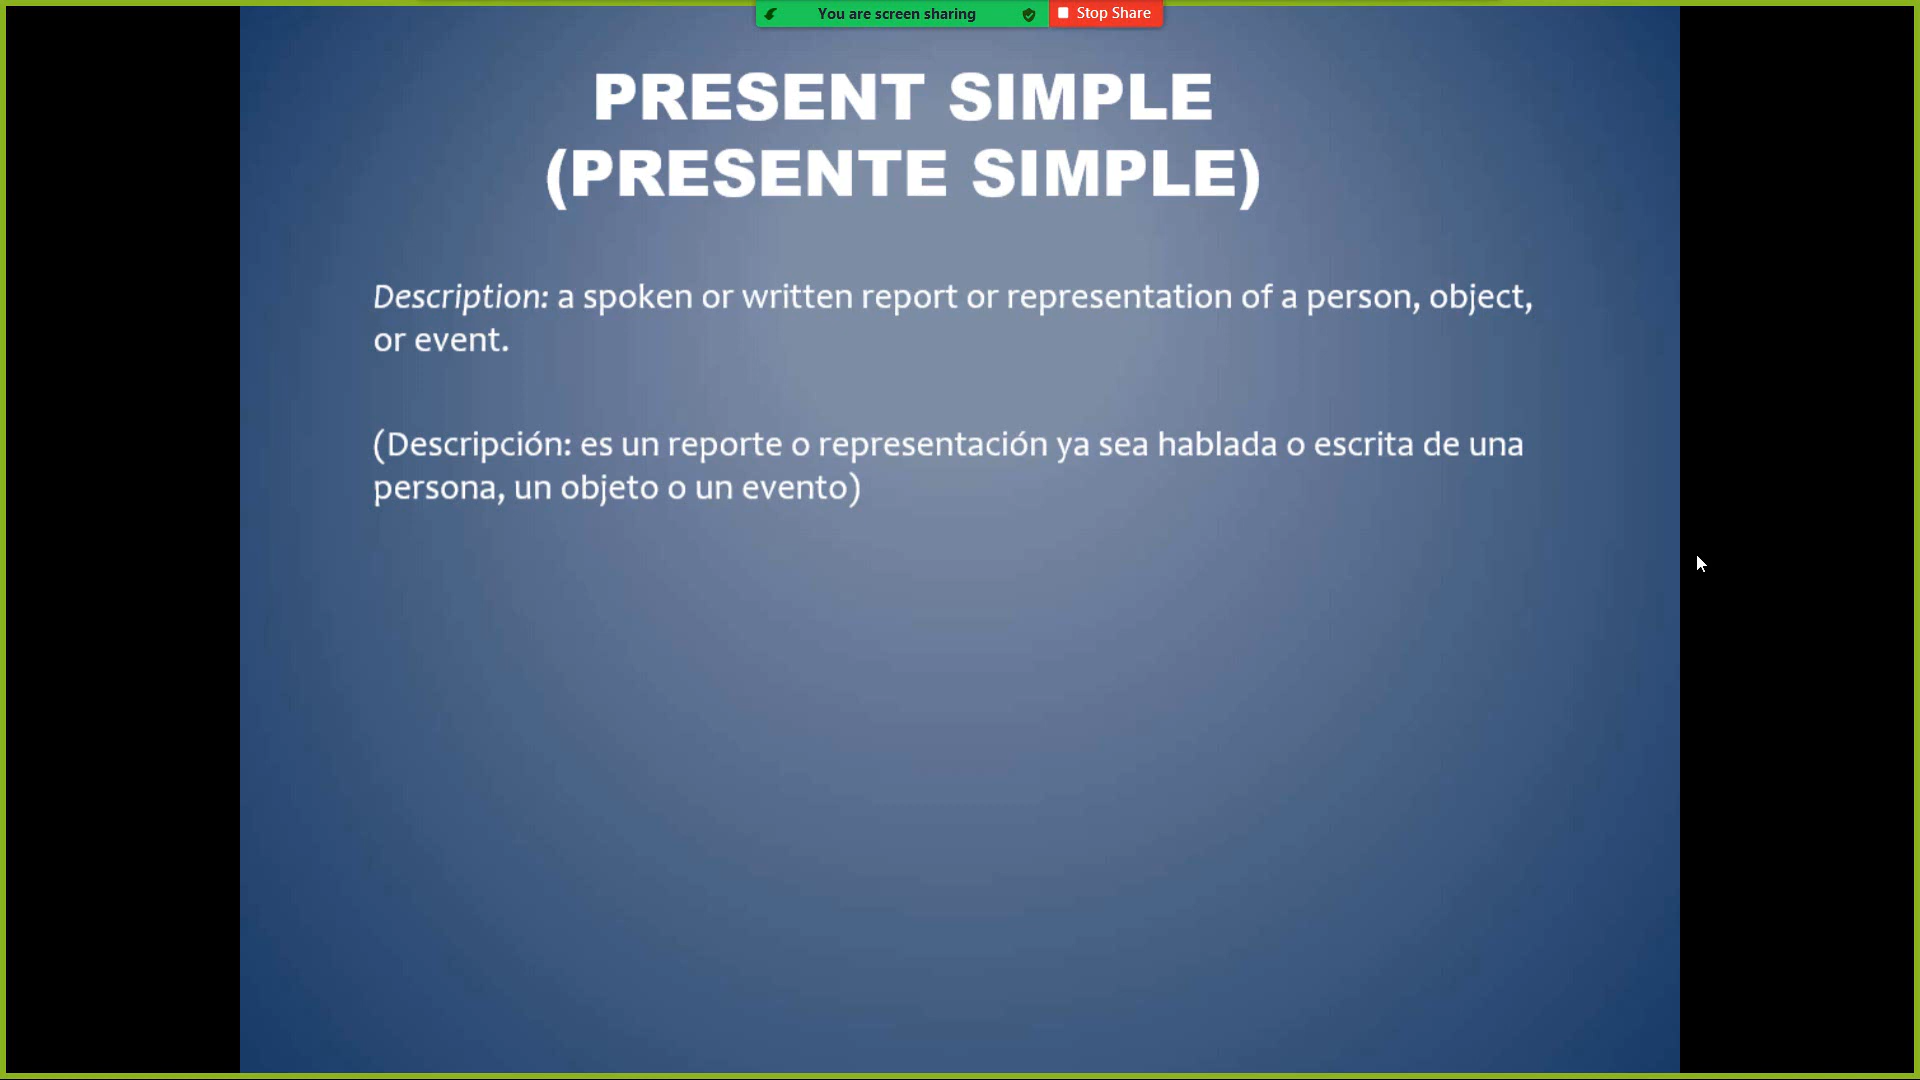 You are screen sharing
Stop Share
PRESENT SIMPLE
(PRESENTE SIMPLE)
Description: a spoken or written report or representation of a person, object,
or event.
(Descripción: es un reporte o representación ya sea hablada o escrita de una
persona, un objeto o un evento)